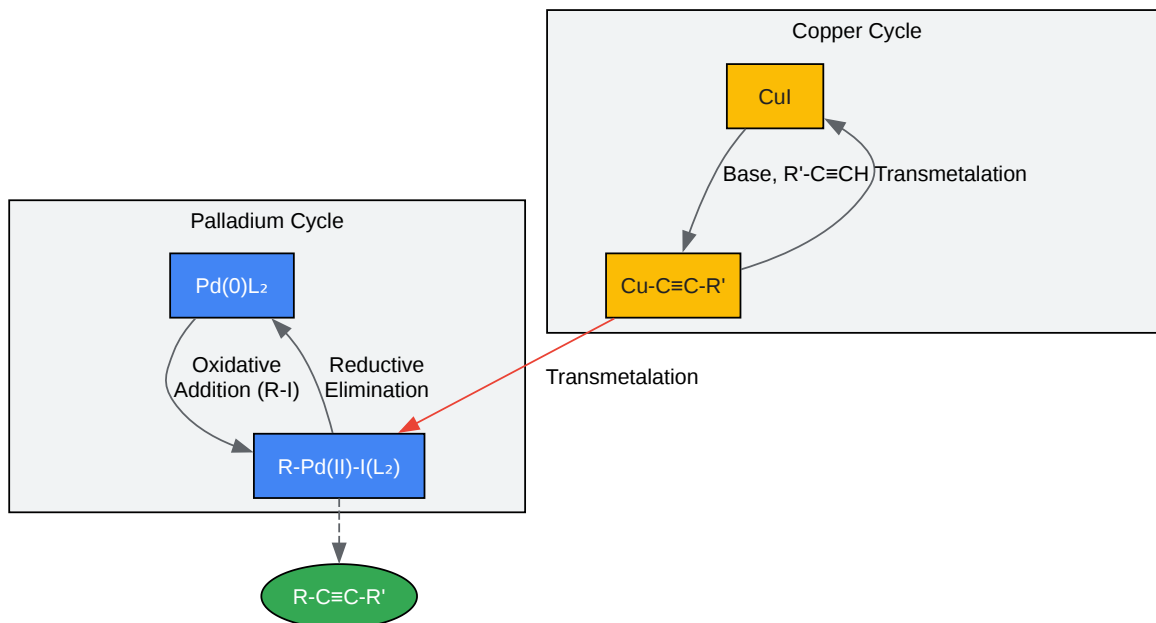 Copper Cycle
CuI
Base, R'-C≡CH
Transmetalation
Palladium Cycle
Pd(0)L₂
Cu-C≡C-R'
Oxidative
Addition (R-I)
Reductive
Elimination
Transmetalation
R-Pd(II)-I(L₂)
R-C≡C-R'